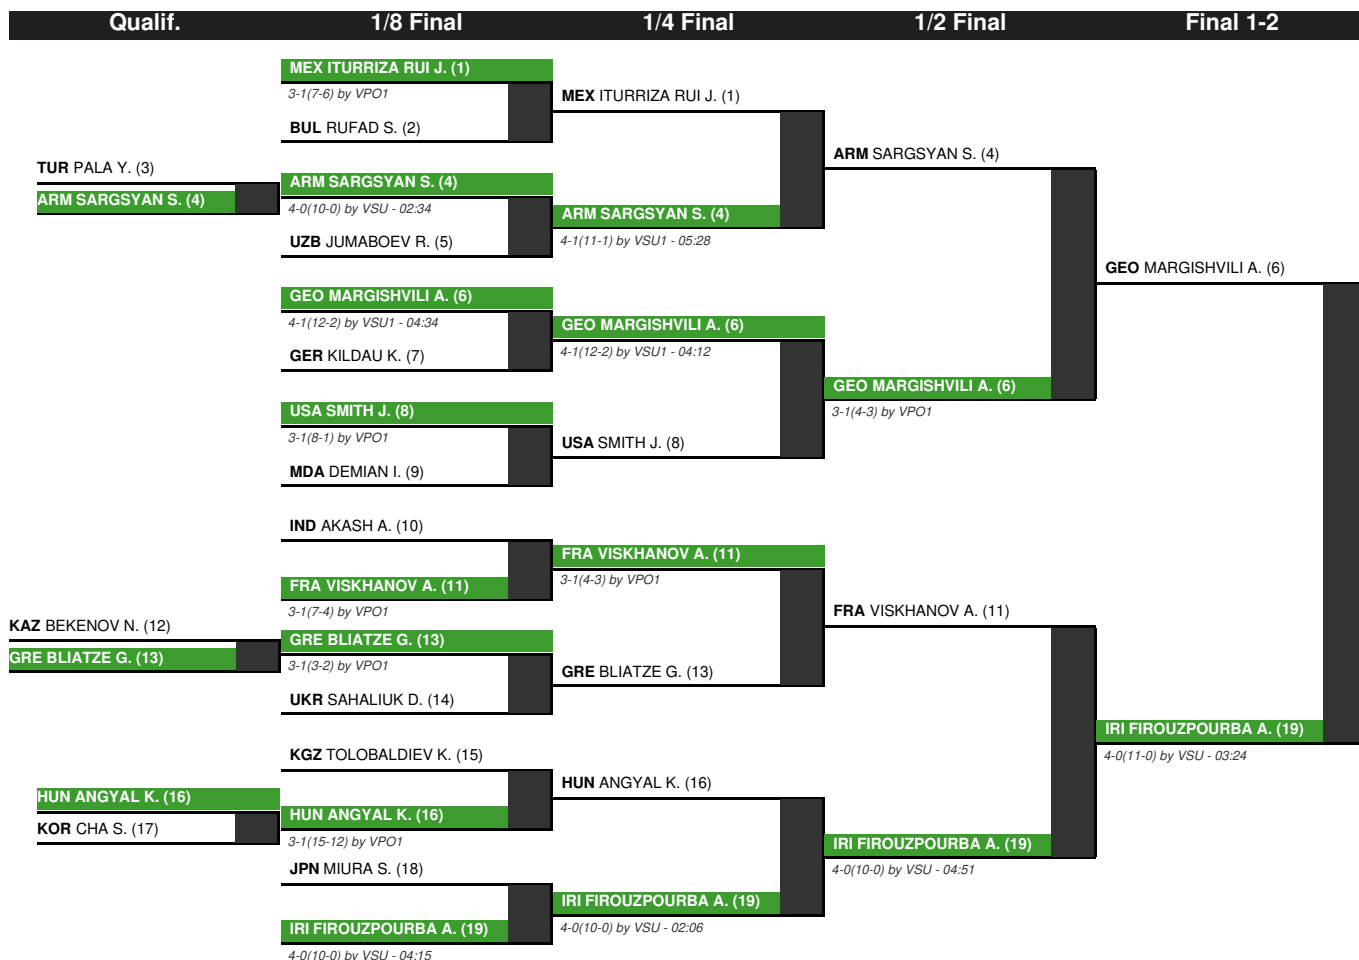 Qualif.
1/8 Final
1/4 Final
1/2 Final
Final 1-2
TUR PALA Y. (3)
ARM SARGSYAN S. (4)
KAZ BEKENOV N. (12)
GRE BLIATZE G. (13)
HUN ANGYAL K. (16)
KOR CHA S. (17)
MEX ITURRIZA RUI J. (1)
3-1(7-6) by VPO1
BUL RUFAD S. (2)
ARM SARGSYAN S. (4)
4-0(10-0) by VSU - 02:34
UZB JUMABOEV R. (5)
GEO MARGISHVILI A. (6)
4-1(12-2) by VSU1 - 04:34
GER KILDAU K. (7)
USA SMITH J. (8)
3-1(8-1) by VPO1
MDA DEMIAN I. (9)
IND AKASH A. (10)
FRA VISKHANOV A. (11)
3-1(7-4) by VPO1
GRE BLIATZE G. (13)
3-1(3-2) by VPO1
UKR SAHALIUK D. (14)
KGZ TOLOBALDIEV K. (15)
HUN ANGYAL K. (16)
3-1(15-12) by VPO1
JPN MIURA S. (18)
IRI FIROUZPOURBA A. (19)
4-0(10-0) by VSU - 04:15
MEX ITURRIZA RUI J. (1)
ARM SARGSYAN S. (4)
4-1(11-1) by VSU1 - 05:28
GEO MARGISHVILI A. (6)
4-1(12-2) by VSU1 - 04:12
USA SMITH J. (8)
FRA VISKHANOV A. (11)
3-1(4-3) by VPO1
GRE BLIATZE G. (13)
HUN ANGYAL K. (16)
IRI FIROUZPOURBA A. (19)
4-0(10-0) by VSU - 02:06
ARM SARGSYAN S. (4)
GEO MARGISHVILI A. (6)
3-1(4-3) by VPO1
FRA VISKHANOV A. (11)
IRI FIROUZPOURBA A. (19)
4-0(10-0) by VSU - 04:51
GEO MARGISHVILI A. (6)
IRI FIROUZPOURBA A. (19)
4-0(11-0) by VSU - 03:24